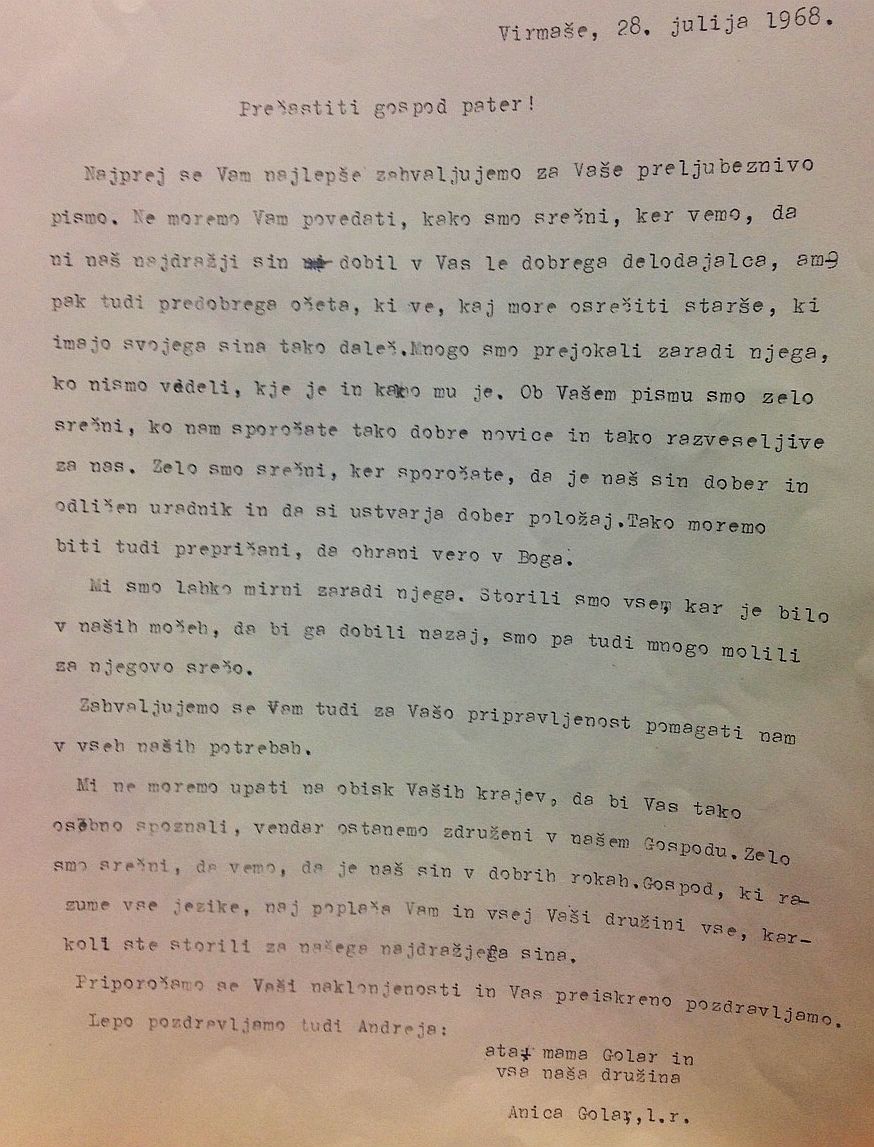 Virmaše, 28. julija 1968.
Prečastiti gospod pater!
Najprej se Vam najlepše zahvaljujemo za Vaše preljubeznivo
pismo. Ne moremo Vam povedati, kako smo srečni, ker vemo, da
ni naš najdražji sin dobil v Vas le dobrega delodajalca, am-
pak tudi predobrega očeta, ki ve, kaj more osrečiti starše, ki
imajo svojega sina tako daleč.Mnogo smo prejokali zaradi njega,
ko nismo vedeli, kje je in kako mu je. Ob Vašem pismu smo zelo
srečni, ko nam sporočate tako dobre novice in tako razveseljive
za nas. Zelo smo srečni, ker sporočate, da je naš sin dober in
odličen uradnik in da si ustvarja dober položaj.Tako moremo
biti tudi prepričani, da ohrani vero v Boga.
Mi smo lahko mirni zaradi njega. Storili smo vse, kar je bilo
v naših močeh, da bi ga dobili nazaj, smo pa tudi mnogo molili
za njegovo srečo.
Zahvaljujemo se Vam tudi za Vašo pripravljenost pomagati nam
v vseh naših potrebah.
Mi ne moremo upati na obisk Vaših krajev, da bi Vas tako
osebno spoznali, vendar ostanemo združeni v našem Gospodu.Zelo
smo srečni, da vemo, da je naš sin v dobrih rokah.Gospod, ki ra-
zume vse jezike, naj poplača Vam in vsej Vaši družini vse, kar-
koli ste storili za našega najdražjega sina.
Priporočamo se Vaši naklonjenosti in Vas preiskreno pozdravljamo.
Lepo pozdravljamo tudi Andreja:
ata, mama Golar in
vsa naša družina
Anica Golar,l.r.